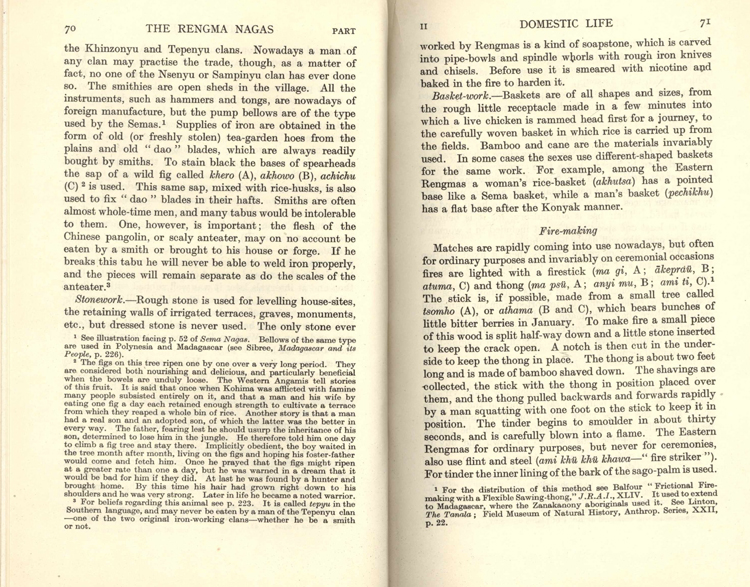 70 THE RENGMA NAGAS PART
the Khinzonyu and Tepenyu clans. Nowadays a man of
any clan may practise the trade, though, as a matter of
fact, no one of the Nsenyu or Sampinyu clan has ever done
so. The smithies are open sheds in the village. All the
instruments, such as hammers and tongs, are nowadays of
foreign manufacture, but the pump bellows are of the type
used by the Semas.¹ Supplies of iron are obtained in the
form of old (or freshly stolen) tea-garden hoes from the
plains and old " dao " blades, which are always readily
bought by smiths. To stain black the bases of spearheads
the sap of a wild fig called khero (A), akhowo (B), achichu
(C) ² is used. This same sap, mixed with rice-husks, is also
used to fix " dao " blades in their hafts. Smiths are often
almost whole-time men, and many tabus would be intolerable
to them. One, however, is important; the flesh of the
Chinese pangolin, or scaly anteater, may on no account be
eaten by a smith or brought to his house or forge. If he
breaks this tabu he will never be able to weld iron properly,
and the pieces will remain separate as do the scales of the
anteater.³
Stonework.—Rough stone is used for levelling house-sites,
the retaining walls of irrigated terraces, graves, monuments,
etc., but dressed stone is never used. The only stone ever
¹ See illustration facing p. 52 of Sema Nagas. Bellows of the same type
are used in Polynesia and Madagascar (see Sibree, Madagascar and its
People, p. 226).
² The figs on this tree ripen one by one over a very long period. They
are considered both nourishing and delicious, and particularly beneficial
when the bowels are unduly loose. The Western Angamis tell stories
of this fruit. It is said that once when Kohima was afflicted with famine
many people subsisted entirely on it, and that a man and his wife by
eating one fig a day each retained enough strength to cultivate a terrace
from which they reaped a whole bin of rice. Another story is that a man
had a real son and an adopted son, of which the latter was the better in
every way. The father, fearing lest he should usurp the inheritance of his
son, determined to lose him in the jungle. He therefore told him one day
to climb a fig tree and stay there. Implicitly obedient, the boy waited in
the tree month after month, living on the figs and hoping his foster-father
would come and fetch him. Once he prayed that the figs might ripen
at a greater rate than one a day, but he was warned in a dream that it
would be bad for him if they did. At last he was found by a hunter and
brought home. By this time his hair had grown right down to his
shoulders and he was very strong. Later in life he became a noted warrior.
³ For beliefs regarding this animal see p. 223. It is called tepyu in the
Southern language, and may never be eaten by a man of the Tepenyu clan
—one of the two original iron-working clans—whether he be a smith
or not.
II DOMESTIC LIFE 71
worked by Rengmas is a kind of soapstone, which is carved
into pipe-bowls and spindle whorls with rough iron knives
and chisels. Before use it is smeared with nicotine and
baked in the fire to harden it.
Basket-work.—Baskets are of all shapes and sizes, from
the rough little receptacle made in a few minutes into
which a live chicken is rammed head first for a journey, to
the carefully woven basket in which rice is carried up from
the fields. Bamboo and cane are the materials invariably
used. In some cases the sexes use different-shaped baskets
for the same work. For example, among the Eastern
Rengmas a woman's rice-basket (akhutsa) has a pointed
base like a Sema basket, while a man's basket (pechikhu)
has a flat base after the Konyak manner.
Fire-making
Matches are rapidly coming into use nowadays, but often
for ordinary purposes and invariably on ceremonial occasions
fires are lighted with a firestick (ma gi, A; ākeprāū, B;
atuma, C) and thong (ma psü, A; anyi mu, B; ami ti, C).¹
The stick is, if possible, made from a small tree called
tsomho (A), or athama (B and C), which bears bunches of
little bitter berries in January. To make fire a small piece
of this wood is split half-way down and a little stone inserted
to keep the crack open. A notch is then cut in the under-
side to keep the thong in place. The thong is about two feet
long and is made of bamboo shaved down. The shavings are
collected, the stick with the thong in position placed over
them, and the thong pulled backwards and forwards rapidly
by a man squatting with one foot on the stick to keep it in
position. The tinder begins to smoulder in about thirty
seconds, and is carefully blown into a flame. The Eastern
Rengmas for ordinary purposes, but never for ceremonies,
also use flint and steel (ami khü khü khawa—" fire striker ").
For tinder the inner lining of the bark of the sago-palm is used.
¹ For the distribution of this method see Balfour " Frictional Fire-
making with a Flexible Sawing-thong," J.R.A.I., XLIV. It used to extend
to Madagascar, where the Zanakanony aboriginals used it. See Linton,
The Tanala; Field Museum of Natural History, Anthrop. Series, XXII,
p. 22.